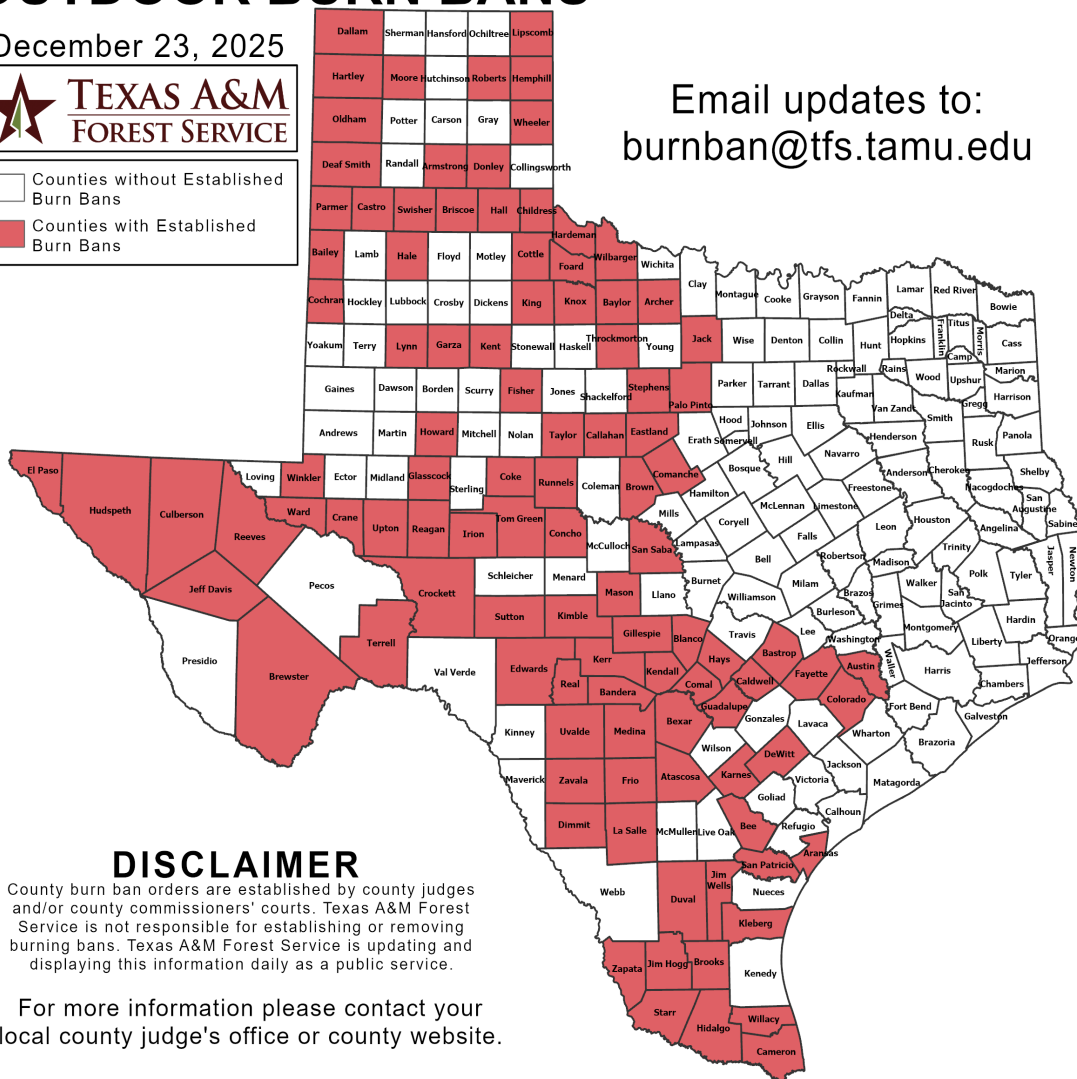 OUTDOOR BURN BANS
December 23, 2025
TEXAS A&M
FOREST SERVICE
Counties without Established
Burn Bans
Counties with Established
Burn Bans
Email updates to:
burnban@tfs.tamu.edu
Dallam Sherman Hansford Ochiltree Lipscomb
Hartley Moore Hutchinson Roberts Hemphill
Oldham Potter Carson Gray Wheeler
Deaf Smith Randall Armstrong Donley Collingsworth
Parmer Castro Swisher Briscoe Hall Childress
Hardeman
Bailey Lamb Hale Floyd Motley Cottle Foard Wilbarger Wichita
Clay Montague Cooke Grayson Fannin Lamar Red River Bowie
Cochran Hockley Lubbock Crosby Dickens King Knox Baylor Archer
Delta Franklin Titus Morris Cass
Yoakum Terry Lynn Garza Kent Stonewall Haskell Throckmorton Young Jack Wise Denton Collin Hunt Hopkins
Camp
Rockwall Rains Wood Upshur Marion
Gaines Dawson Borden Scurry Fisher Jones Shackelford Stephens Palo Pinto Parker Tarrant Dallas Kaufman Van Zandt Gregg Harrison
Andrews Martin Howard Mitchell Nolan Taylor Callahan Eastland Erath Hood Somervell Johnson Ellis Henderson Smith Rusk Panola
El Paso Hudspeth Culberson Reeves Loving Winkler Ector Midland Glasscock Sterling Coke Runnels Coleman Brown Comanche Hamilton Bosque Hill Navarro Freestone Anderson Cherokee Nacogdoches Shelby
San
Augustine
Sabine
Ward Crane Upton Reagan Irion Tom Green Concho McCulloch San Saba Mills Lampasas Coryell McLennan Limestone Falls Leon Houston Angelina
Jeff Davis Pecos Crockett Schleicher Menard Mason Llano Burnet Bell Milam Robertson Madison Trinity Polk Tyler Jasper Newton
Walker
San
Jacinto
Presidio Brewster Terrell Val Verde Sutton Kimble Gillespie Blanco Williamson Travis Burleson Brazos Grimes Montgomery Liberty Hardin Orange
Lee Washington Waller Harris Chambers Jefferson
Edwards Real Kerr Bandera Kendall Comal Hays Caldwell Bastrop Fayette Austin Colorado Fort Bend Galveston
Kinney Uvalde Medina Bexar Guadalupe Gonzales Lavaca Wharton Brazoria
Wilson DeWitt Jackson Matagorda
Maverick Zavala Frio Atascosa Karnes Victoria Goliad Calhoun
Dimmit La Salle McMullen Live Oak Bee Refugio Aransas
San Patricio
Webb Duval
Jim
Wells
Nueces
Kleberg
Zapata Jim Hogg Brooks Kenedy
Starr Hidalgo Willacy
Cameron
DISCLAIMER
County burn ban orders are established by county judges
and/or county commissioners' courts. Texas A&M Forest
Service is not responsible for establishing or removing
burning bans. Texas A&M Forest Service is updating and
displaying this information daily as a public service.
For more information please contact your
local county judge's office or county website.